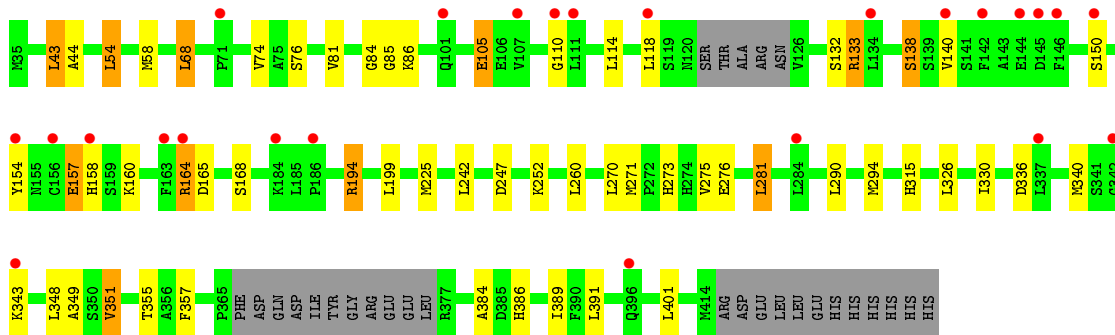 M35 L43 A44 L54 M58 L68 P71 V74 A75 S76 V81 G84 G85 K86 Q101 E105 E106 V107 G110 L111 L114 L118 S119 N120 SER THR ALA ARG ASN V126 S132 R133 L134 S138 S139 V140 S141 F142 A143 E144 D145 F146 S150
Y154 N155 C156 E157 H158 S159 K160 F163 R164 D165 S168 K184 L185 P186 R194 L199 M225 L242 D247 K252 L260 L270 M271 P272 H273 H274 V275 E276 L281 L284 L290 M294 H315 L326 I330 D336 L337 M340 S341
K343 L348 A349 S350 V351 T355 A356 F357 P365 PHE ASP GLN ASP ILE TYR GLY ARG GLU GLU LEU R377 A384 D385 H386 I389 F390 L391 Q396 L401 M414 ARG ASP GLU LEU LEU GLU HIS HIS HIS HIS HIS HIS